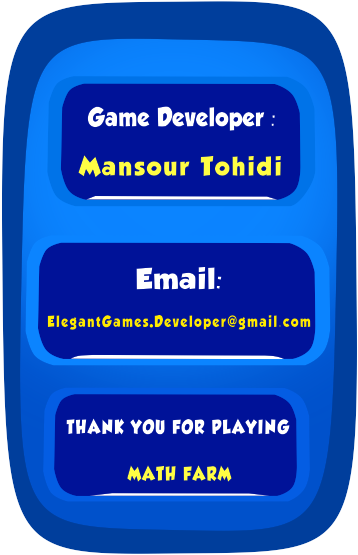 Game Developer :
Mansour Tohidi
Email:
ElegantGames.Developer@gmail.com
THANK YOU FOR PLAYING
MATH FARM